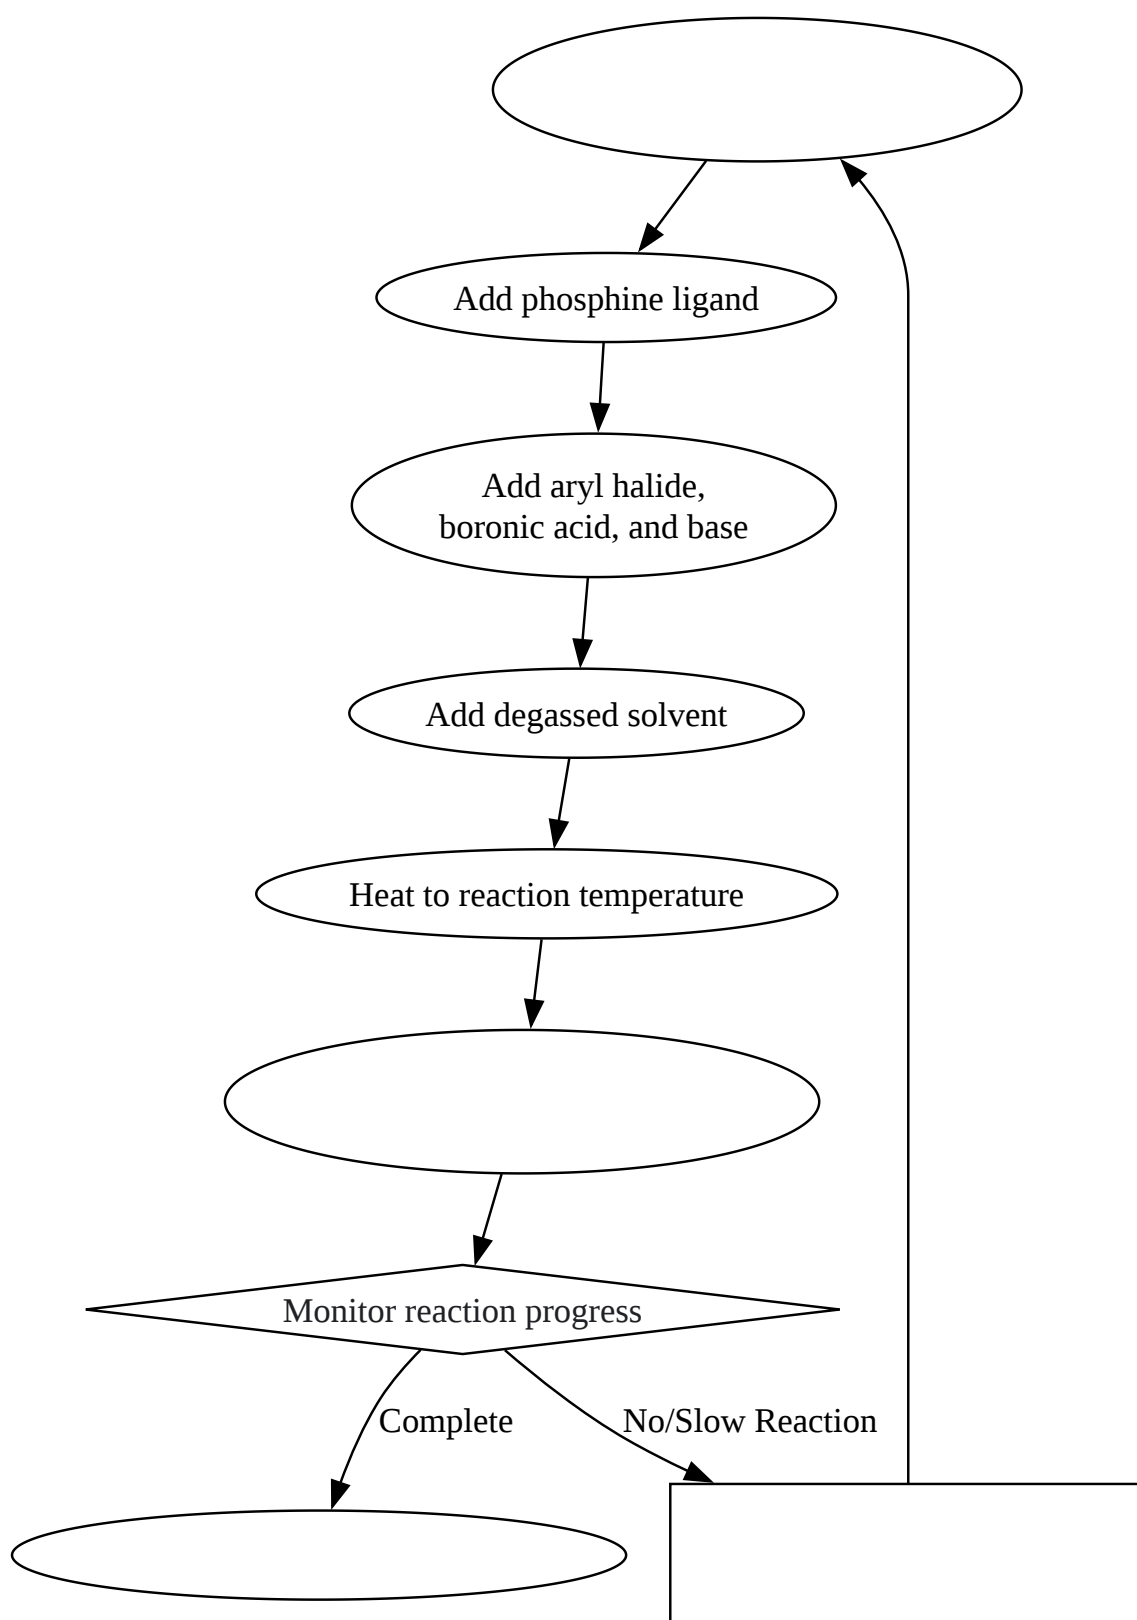 Add phosphine ligand
Add aryl halide,
boronic acid, and base
Add degassed solvent
Heat to reaction temperature
Monitor reaction progress
Complete
No/Slow Reaction